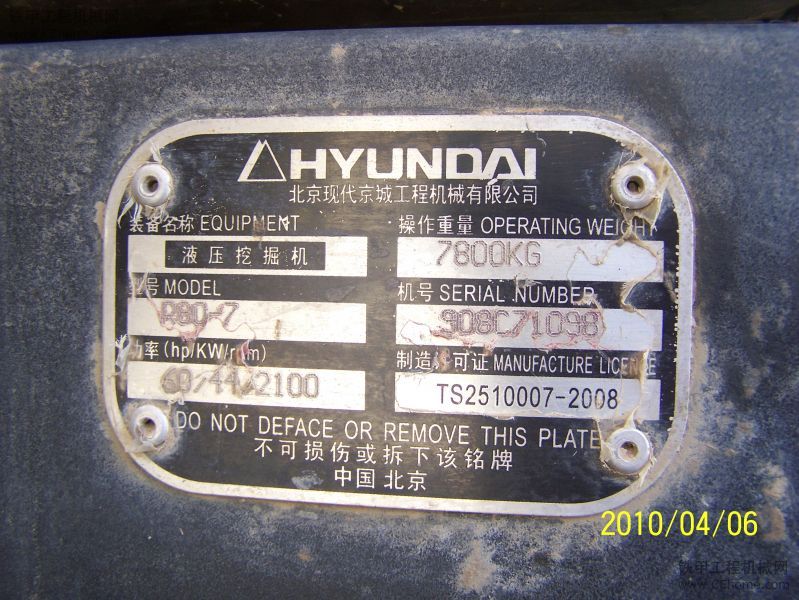 HYUNDAI
北京现代京城工程机械有限公司
装备名称 EQUIPMENT
液压挖掘机
操作重量 OPERATING WEIGHT
7800KG
型号 MODEL
R80-7
机号 SERIAL NUMBER
908C71098
功率 (hp/KW/rpm)
60/44/2100
制造许可证 MANUFACTURE LICENSE
TS2510007-2008
DO NOT DEFACE OR REMOVE THIS PLATE
不可损伤或拆下该铭牌
中国 北京
2010/04/06
铁甲工程机械网
www.cehome.com